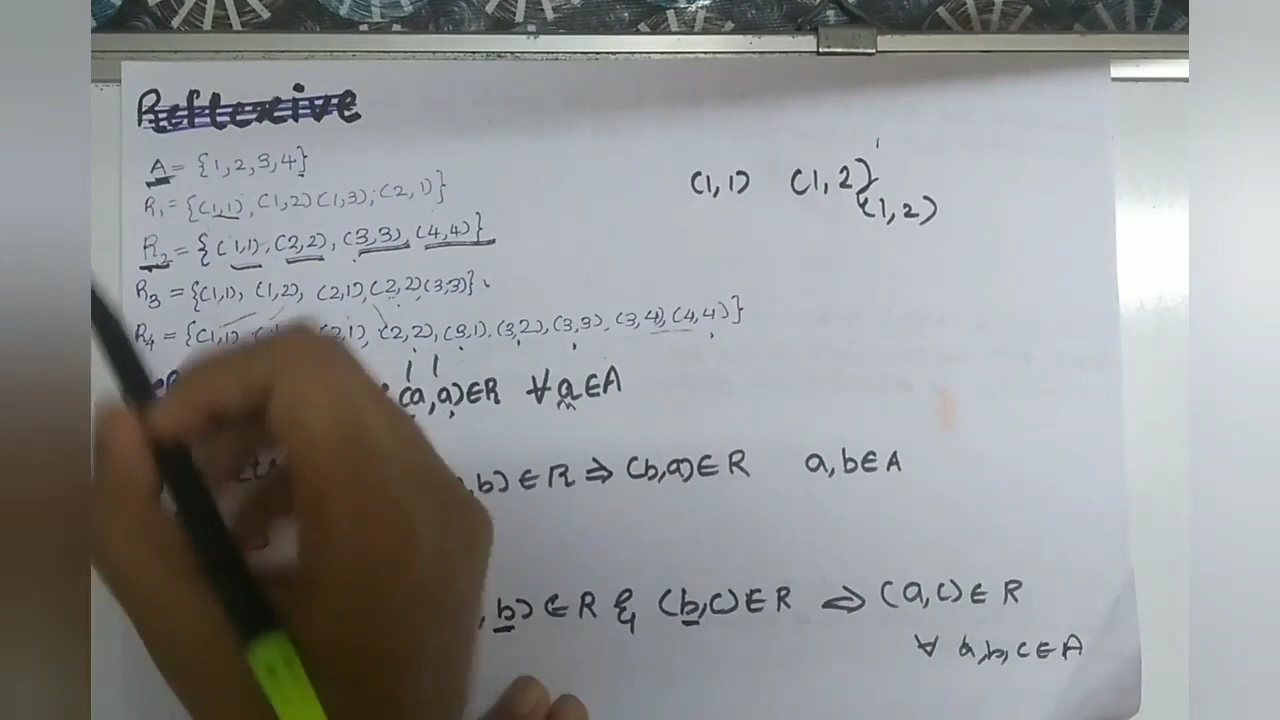 Reflexive
A = {1,2,3,4}
R1 = {(1,1), (1,2) (1,3), (2,1)}
R2 = {(1,1), (2,2), (3,3), (4,4)}
R3 = {(1,1), (1,2), (2,1), (2,2) (3,3)}
R4 = {(1,1), (2,1), (2,2), (3,1), (3,2), (3,3), (3,4), (4,4)}
(1,1) (1,2)}
(1,2)
(a,a)∈R ∀ a∈A
,b) ∈ R ⇒ (b,a)∈R a,b∈A
,b) ∈ R & (b,c)∈R ⇒ (a,c)∈R
∀ a,b,c∈A